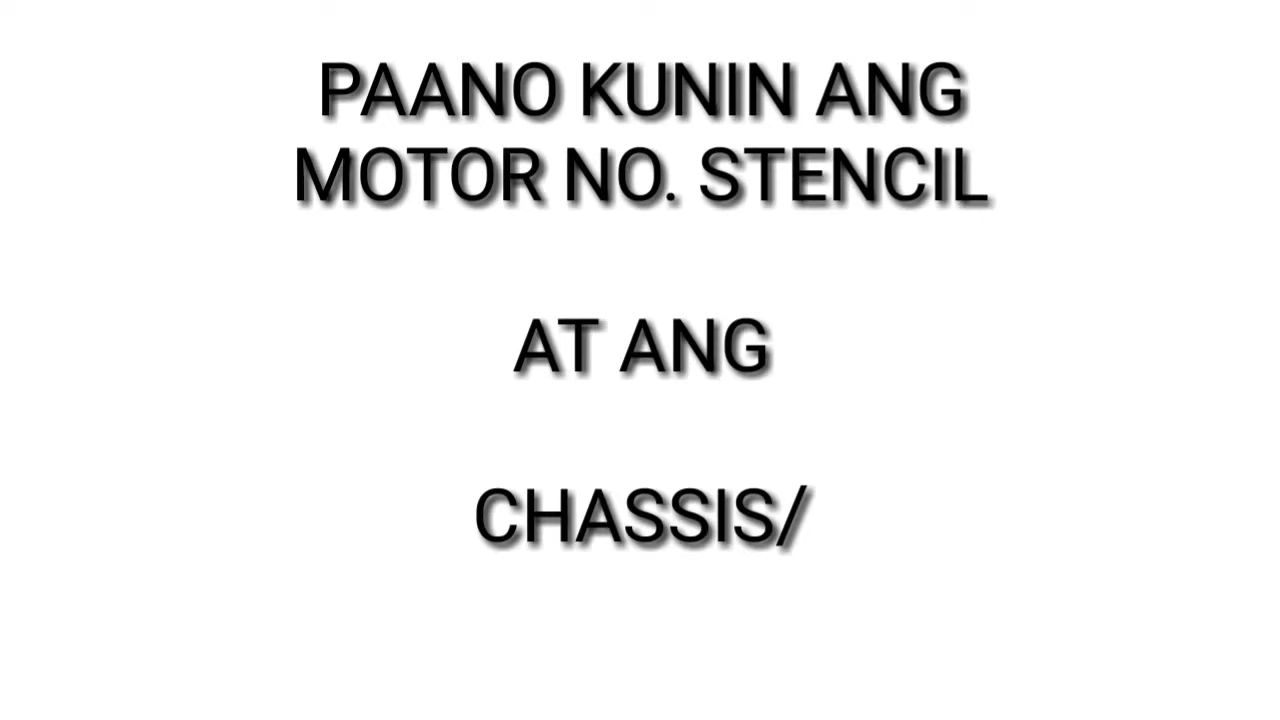 PAANO KUNIN ANG
MOTOR NO. STENCIL
AT ANG
CHASSIS/